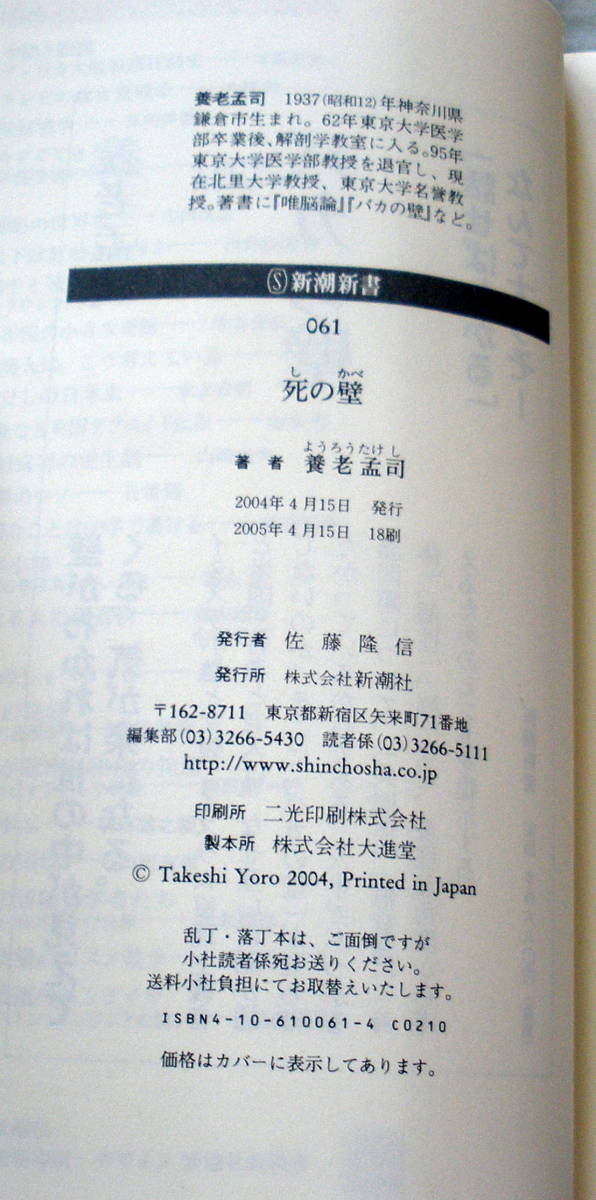 養老孟司　1937(昭和12)年神奈川県
鎌倉市生まれ。62年東京大学医学
部卒業後、解剖学教室に入る。95年
東京大学医学部教授を退官し、現
在北里大学教授、東京大学名誉教
授。著書に『唯脳論』『バカの壁』など。
Ⓢ新潮新書
061
し　かべ
死の壁
ようろうたけし
著者　養老孟司
2004年4月15日　発行
2005年4月15日　18刷
発行者　佐藤隆信
発行所　株式会社新潮社
〒162-8711　東京都新宿区矢来町71番地
編集部(03)3266-5430　読者係(03)3266-5111
http://www.shinchosha.co.jp
印刷所　二光印刷株式会社
製本所　株式会社大進堂
© Takeshi Yoro 2004, Printed in Japan
乱丁・落丁本は、ご面倒ですが
小社読者係宛お送りください。
送料小社負担にてお取替えいたします。
ISBN4-10-610061-4 C0210
価格はカバーに表示してあります。